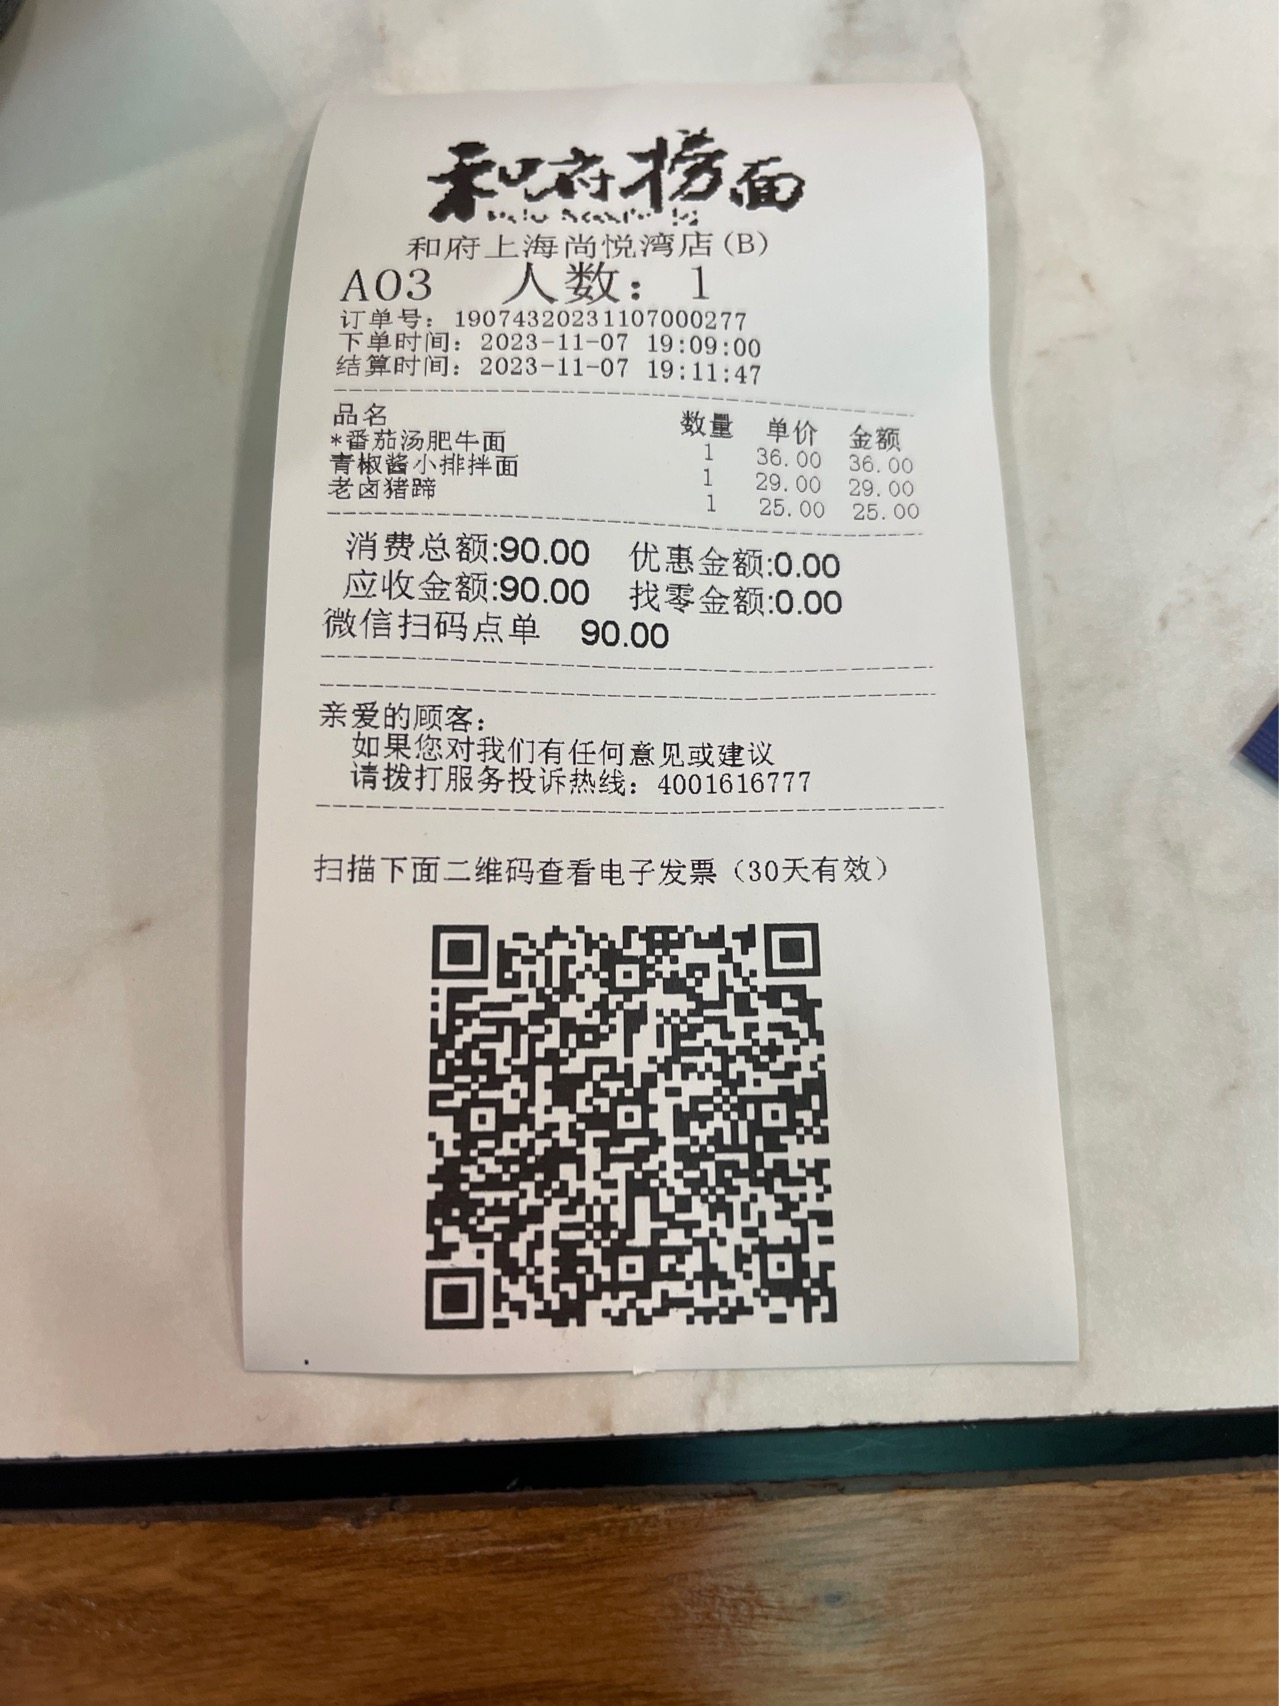 和府捞面
和府上海尚悦湾店(B)
A03 人数：1
订单号：19074320231107000277
下单时间：2023-11-07 19:09:00
结算时间：2023-11-07 19:11:47
品名 数量 单价 金额
*番茄汤肥牛面 1 36.00 36.00
青椒酱小排拌面 1 29.00 29.00
老卤猪蹄 1 25.00 25.00
消费总额:90.00 优惠金额:0.00
应收金额:90.00 找零金额:0.00
微信扫码点单 90.00
亲爱的顾客：
如果您对我们有任何意见或建议
请拨打服务投诉热线：4001616777
扫描下面二维码查看电子发票（30天有效）